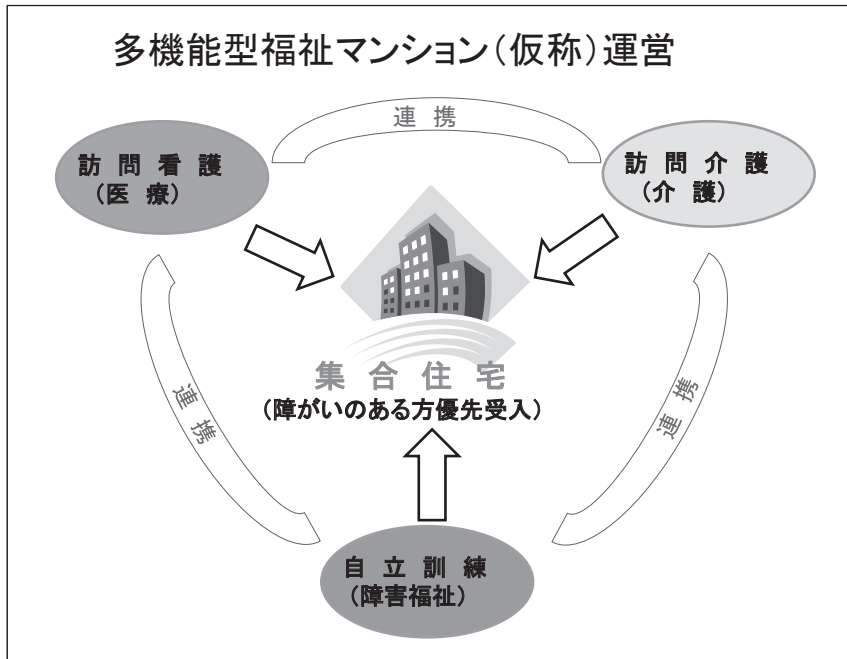 多機能型福祉マンション(仮称)運営
連携
訪問看護
(医療)
訪問介護
(介護)
集合住宅
(障がいのある方優先受入)
連携
連携
自立訓練
(障害福祉)